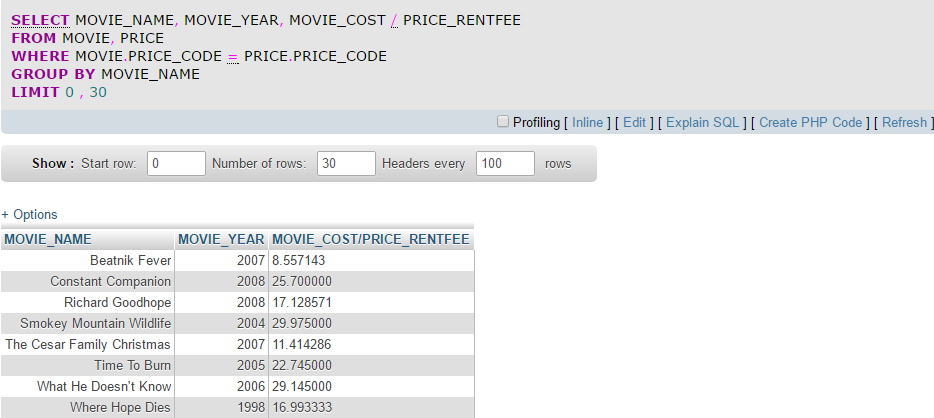 SELECT MOVIE_NAME, MOVIE_YEAR, MOVIE_COST / PRICE_RENTFEE
FROM MOVIE, PRICE
WHERE MOVIE.PRICE_CODE = PRICE.PRICE_CODE
GROUP BY MOVIE_NAME
LIMIT 0 , 30
Profiling [ Inline ] [ Edit ] [ Explain SQL ] [ Create PHP Code ] [ Refresh ]
Show : Start row: 0 Number of rows: 30 Headers every 100 rows
+ Options
MOVIE_NAME MOVIE_YEAR MOVIE_COST/PRICE_RENTFEE
Beatnik Fever 2007 8.557143
Constant Companion 2008 25.700000
Richard Goodhope 2008 17.128571
Smokey Mountain Wildlife 2004 29.975000
The Cesar Family Christmas 2007 11.414286
Time To Burn 2005 22.745000
What He Doesn't Know 2006 29.145000
Where Hope Dies 1998 16.993333